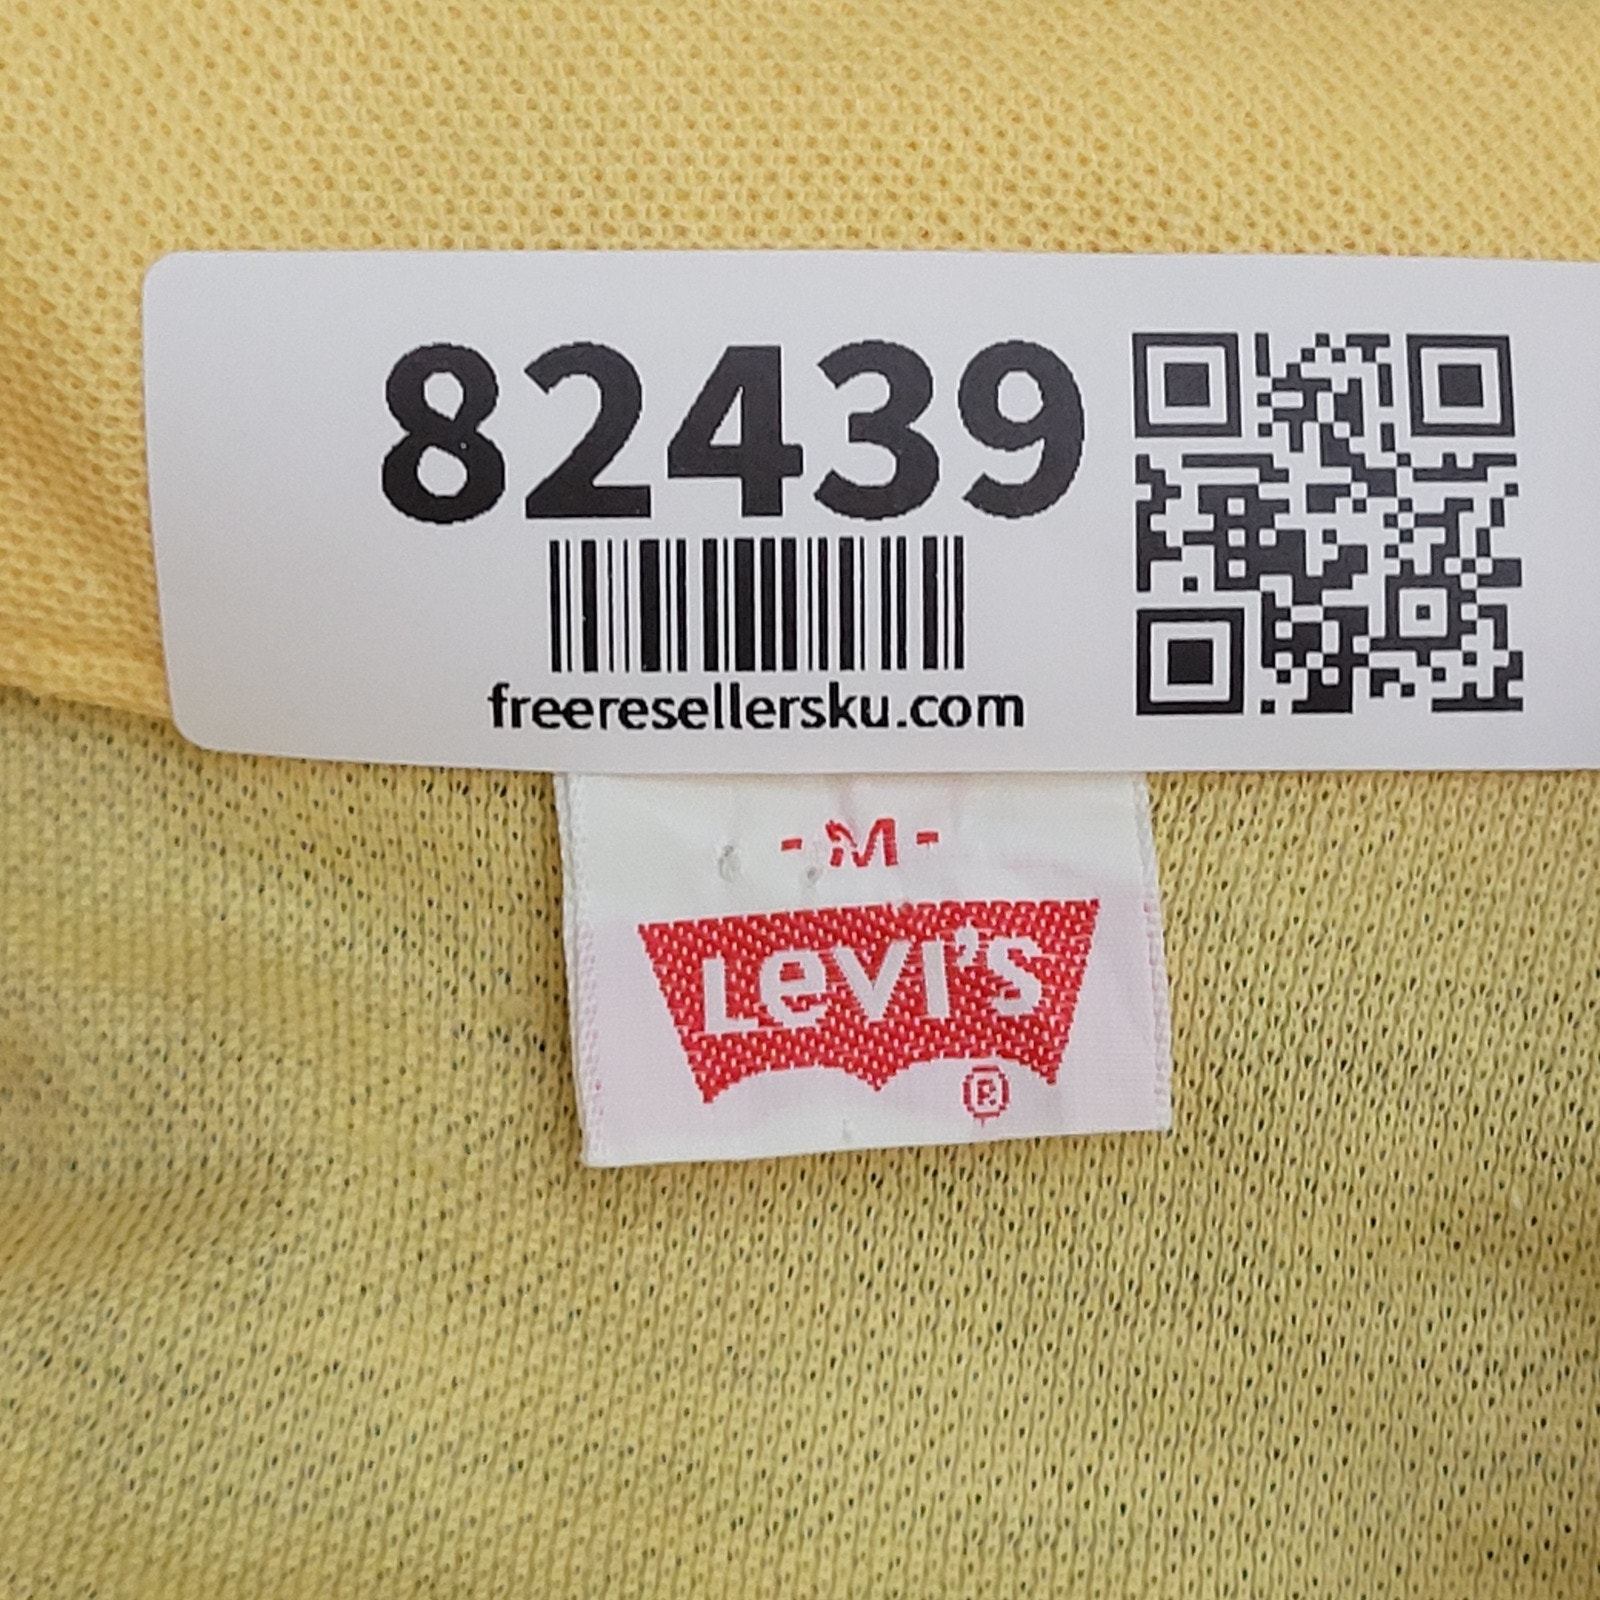 82439
freeresellersku.com
- M -
Levi's
®